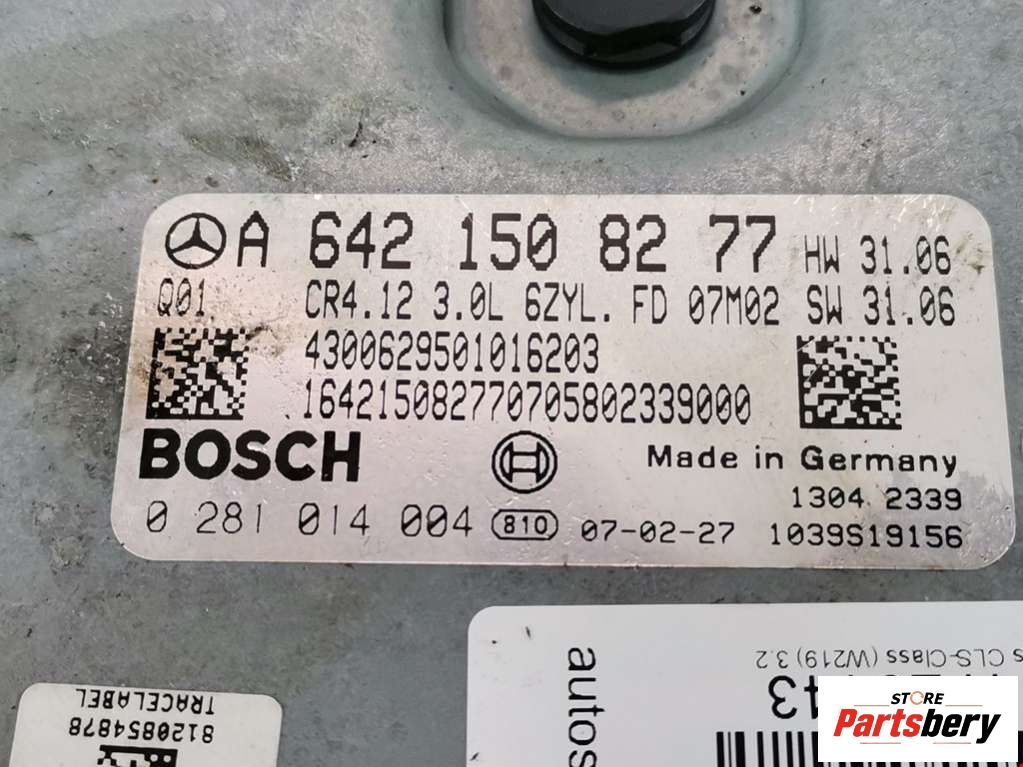 A 642 150 82 77 HW 31.06
Q01 CR4.12 3.0L 6ZYL. FD 07M02 SW 31.06
4300629501016203
164215082770705802339000
BOSCH
Made in Germany
0 281 014 004 810 07-02-27
1304 2339
1039S19156
s CLS-Class (W219) 3.2
autos
TRACELABEL
8120854878
STORE
Partsbery